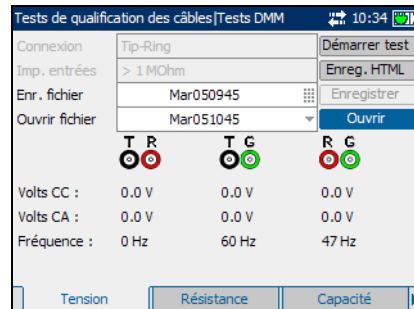 Tests de qualification des câbles|Tests DMM 10:34
Connexion Tip-Ring Démarrer test
Imp. entrées > 1 MOhm Enreg. HTML
Enr. fichier Mar050945 Enregistrer
Ouvrir fichier Mar051045 Ouvrir
T R T G R G
Volts CC : 0.0 V 0.0 V 0.0 V
Volts CA : 0.0 V 0.0 V 0.0 V
Fréquence : 0 Hz 60 Hz 47 Hz
Tension Résistance Capacité